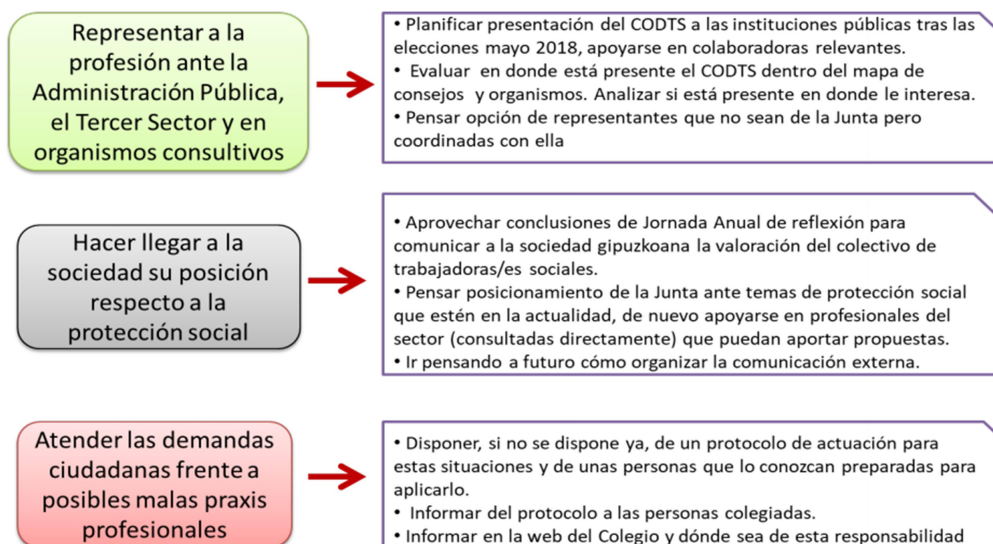 Representar a la
profesión ante la
Administración Pública,
el Tercer Sector y en
organismos consultivos
• Planificar presentación del CODTS a las instituciones públicas tras las
elecciones mayo 2018, apoyarse en colaboradoras relevantes.
• Evaluar en donde está presente el CODTS dentro del mapa de
consejos y organismos. Analizar si está presente en donde le interesa.
• Pensar opción de representantes que no sean de la Junta pero
coordinadas con ella
Hacer llegar a la
sociedad su posición
respecto a la
protección social
• Aprovechar conclusiones de Jornada Anual de reflexión para
comunicar a la sociedad gipuzkoana la valoración del colectivo de
trabajadoras/es sociales.
• Pensar posicionamiento de la Junta ante temas de protección social
que estén en la actualidad, de nuevo apoyarse en profesionales del
sector (consultadas directamente) que puedan aportar propuestas.
• Ir pensando a futuro cómo organizar la comunicación externa.
Atender las demandas
ciudadanas frente a
posibles malas praxis
profesionales
• Disponer, si no se dispone ya, de un protocolo de actuación para
estas situaciones y de unas personas que lo conozcan preparadas para
aplicarlo.
• Informar del protocolo a las personas colegiadas.
• Informar en la web del Colegio y dónde sea de esta responsabilidad